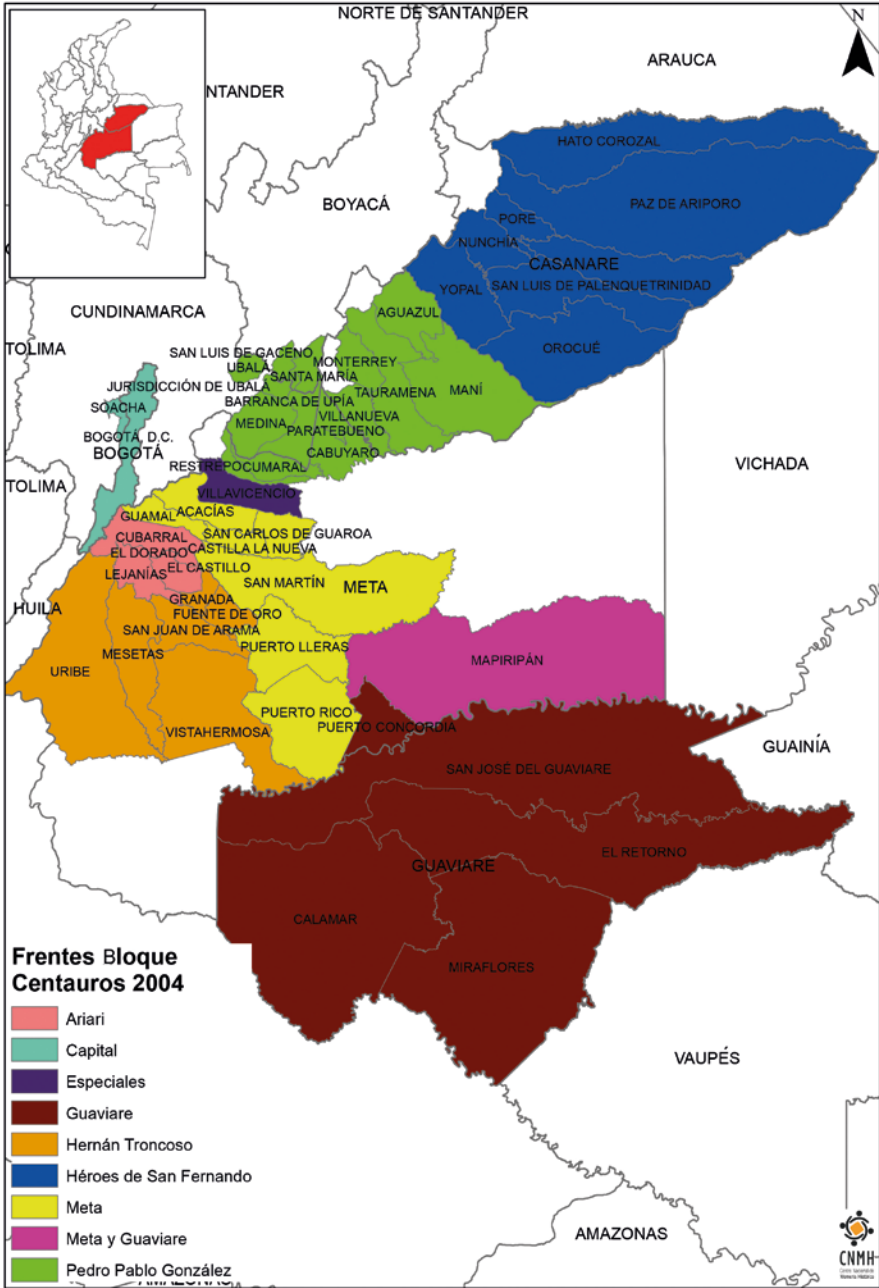 NORTE DE SANTANDER
N
ARAUCA
NTANDER
HATO COROZAL
PAZ DE ARIPORO
BOYACÁ
PORE
NUNCHÍA
CASANARE
YOPAL
SAN LUIS DE PALENQUE
TRINIDAD
AGUAZUL
CUNDINAMARCA
OROCUÉ
TOLIMA
SAN LUIS DE GACENO
UBALÁ
MONTERREY
SANTA MARÍA
JURISDICCIÓN DE UBALÁ
TAURAMENA
MANÍ
BARRANCA DE UPÍA
SOACHA
VILLANUEVA
MEDINA
PARATEBUENO
BOGOTÁ, D.C.
BOGOTÁ
CABUYARO
RESTREPO
CUMARAL
VICHADA
TOLIMA
VILLAVICENCIO
GUAMAL
ACACÍAS
SAN CARLOS DE GUAROA
CUBARRAL
CASTILLA LA NUEVA
EL DORADO
EL CASTILLO
LEJANÍAS
SAN MARTÍN
META
GRANADA
HUILA
FUENTE DE ORO
SAN JUAN DE ARAMA
PUERTO LLERAS
MESETAS
MAPIRIPÁN
URIBE
PUERTO RICO
PUERTO CONCORDIA
VISTAHERMOSA
GUAINÍA
SAN JOSÉ DEL GUAVIARE
EL RETORNO
GUAVIARE
CALAMAR
MIRAFLORES
VAUPÉS
AMAZONAS
Frentes Bloque
Centauros 2004
Ariari
Capital
Especiales
Guaviare
Hernán Troncoso
Héroes de San Fernando
Meta
Meta y Guaviare
Pedro Pablo González
CNMH